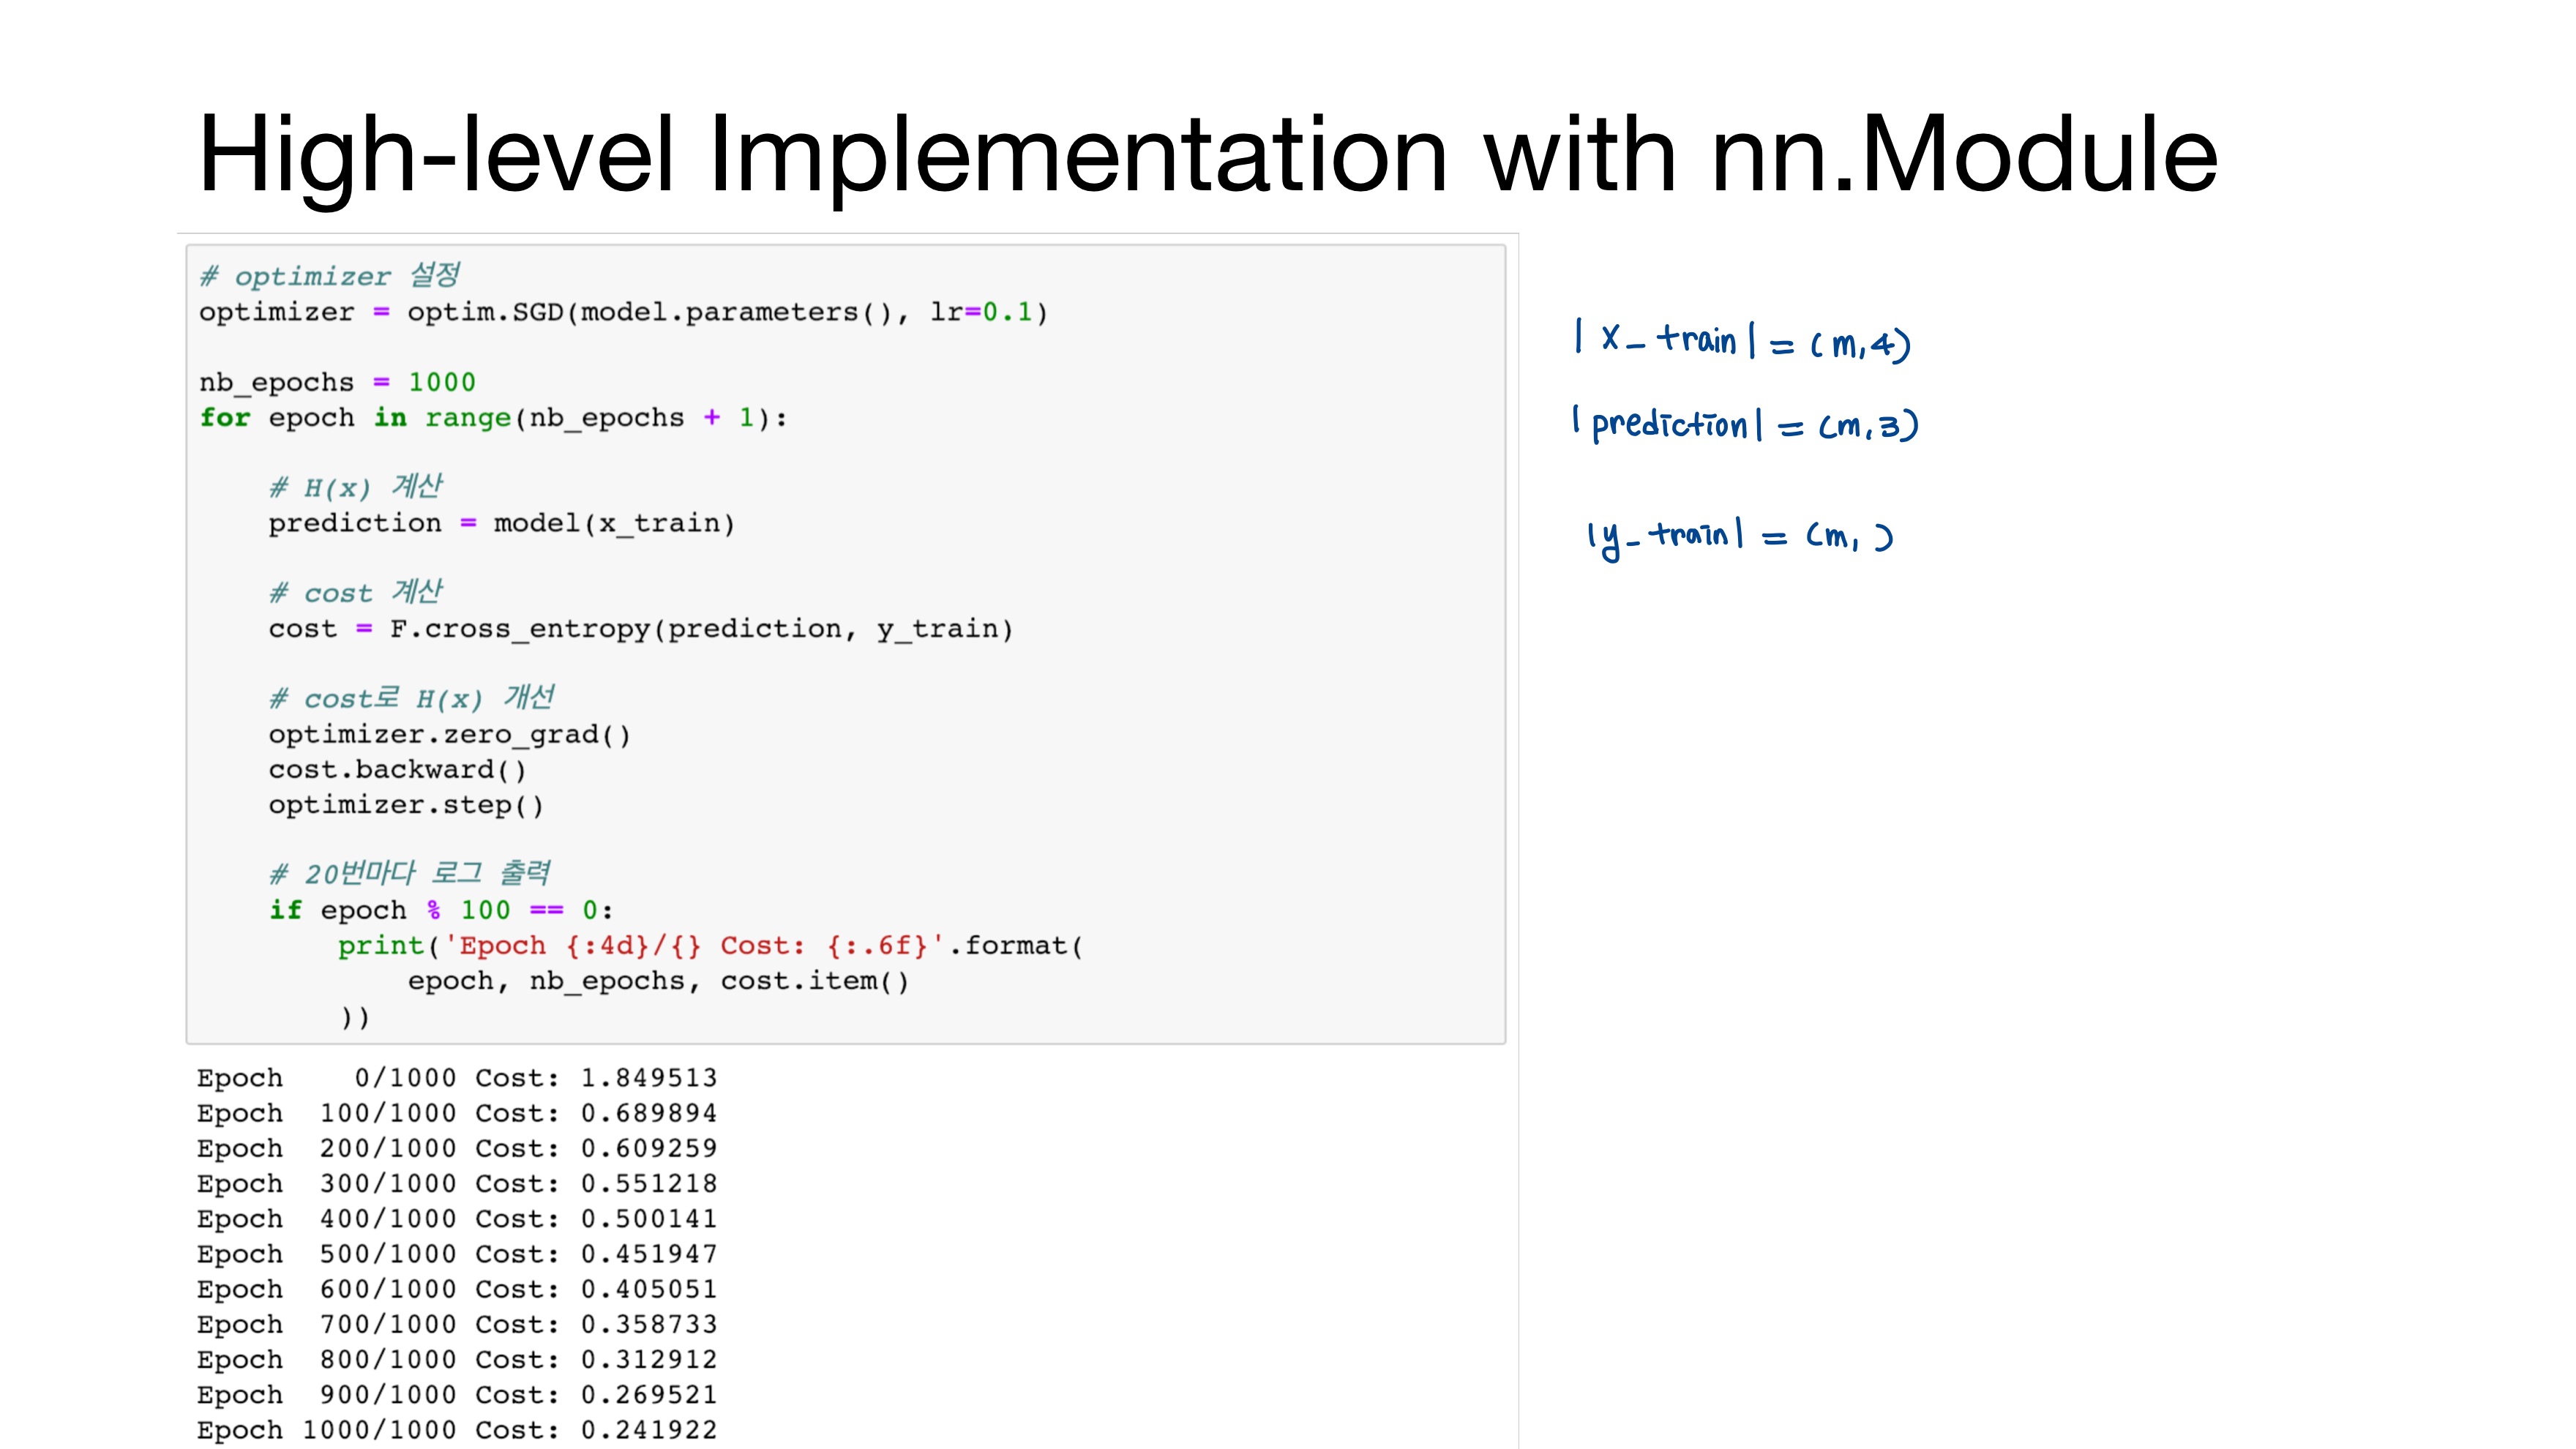 High-level Implementation with nn.Module
# optimizer 설정
optimizer = optim.SGD(model.parameters(), lr=0.1)
nb_epochs = 1000
for epoch in range(nb_epochs + 1):
# H(x) 계산
prediction = model(x_train)
# cost 계산
cost = F.cross_entropy(prediction, y_train)
# cost로 H(x) 개선
optimizer.zero_grad()
cost.backward()
optimizer.step()
# 20번마다 로그 출력
if epoch % 100 == 0:
print('Epoch {:4d}/{} Cost: {:.6f}'.format(
epoch, nb_epochs, cost.item()
))
Epoch    0/1000 Cost: 1.849513
Epoch  100/1000 Cost: 0.689894
Epoch  200/1000 Cost: 0.609259
Epoch  300/1000 Cost: 0.551218
Epoch  400/1000 Cost: 0.500141
Epoch  500/1000 Cost: 0.451947
Epoch  600/1000 Cost: 0.405051
Epoch  700/1000 Cost: 0.358733
Epoch  800/1000 Cost: 0.312912
Epoch  900/1000 Cost: 0.269521
Epoch 1000/1000 Cost: 0.241922
|x_train| = (m,4)
|prediction| = (m,3)
|y_train| = (m, )